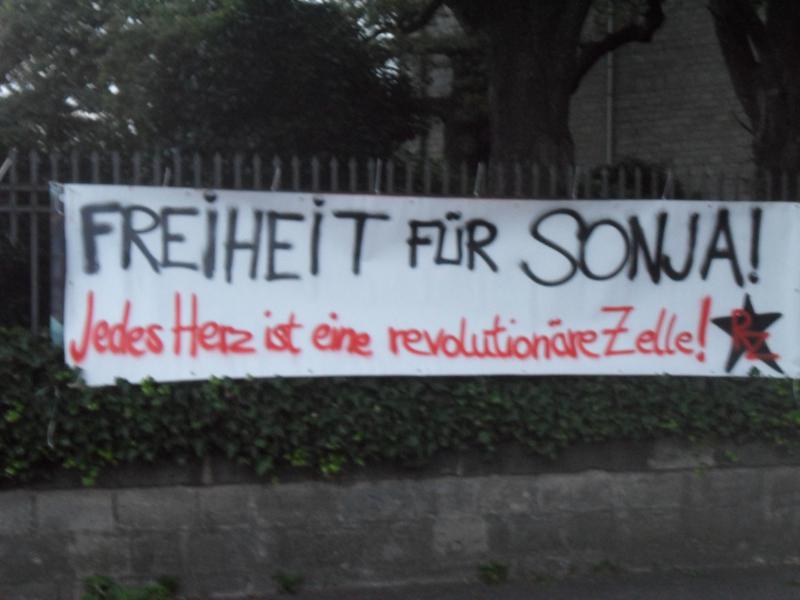 FREIHEIT FÜR SONJA!
Jedes Herz ist eine revolutionäre Zelle!
RZ